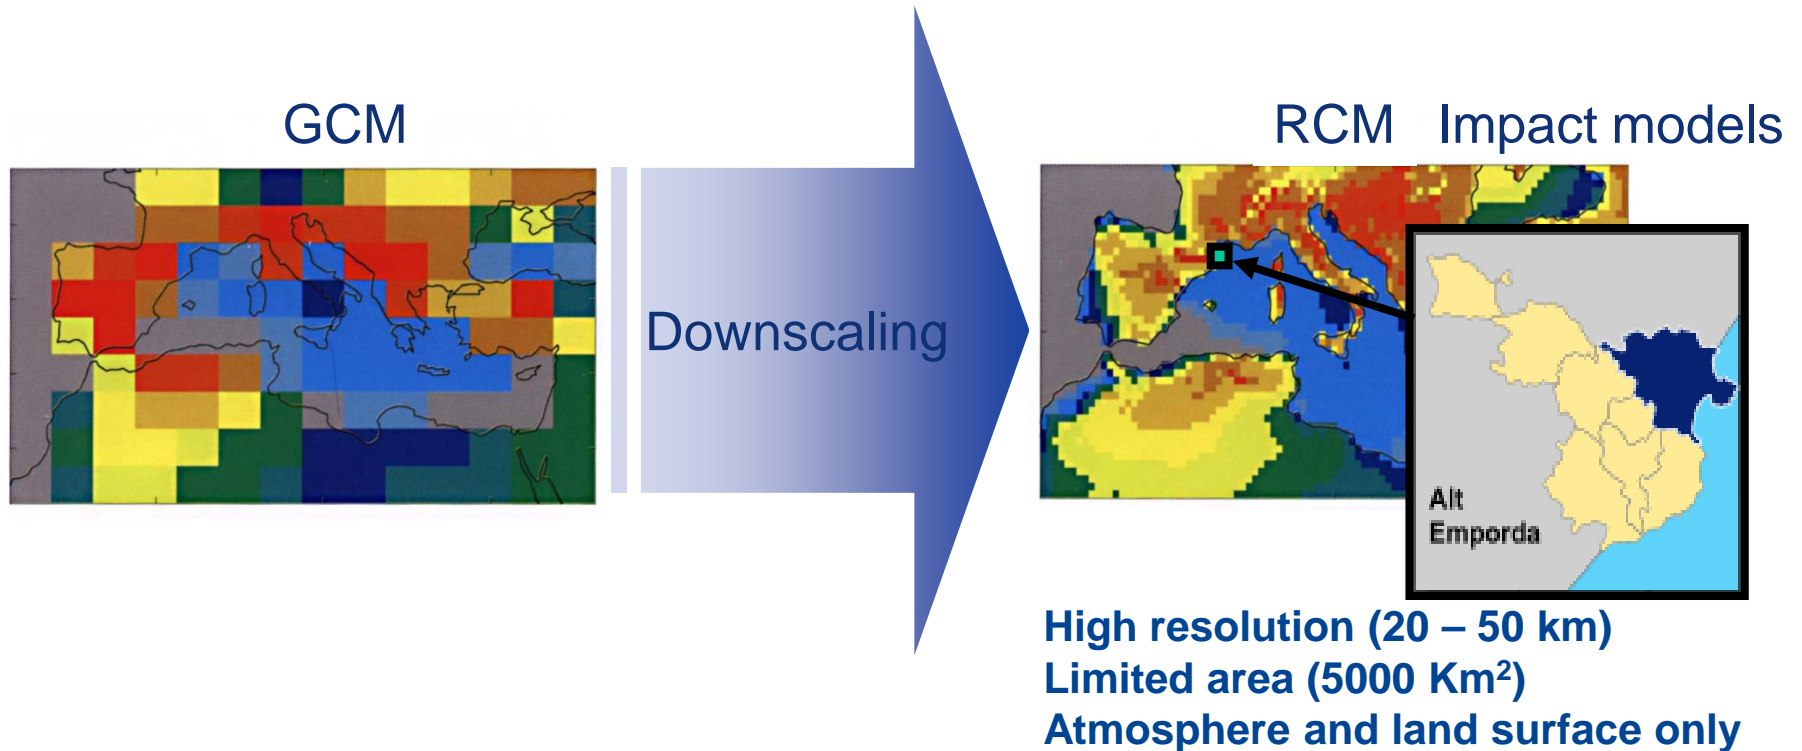 GCM
Downscaling
RCM Impact models
Alt
Emporda
High resolution (20 – 50 km)
Limited area (5000 Km²)
Atmosphere and land surface only